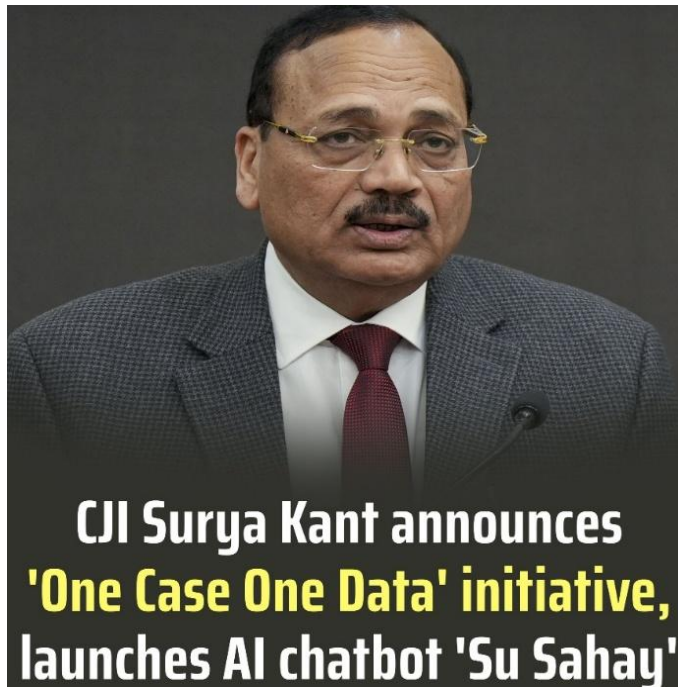 CJI Surya Kant announces
'One Case One Data' initiative,
launches AI chatbot 'Su Sahay'